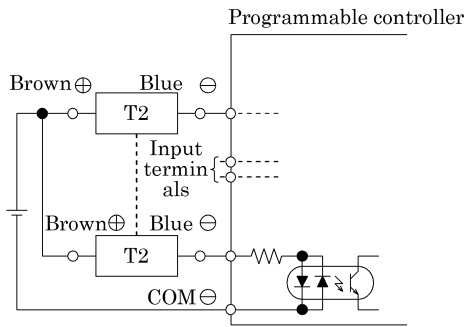 Programmable controller
Brown⊕ Blue ⊖
T2
Input
termin
als
Brown⊕ Blue ⊖
T2
COM⊖